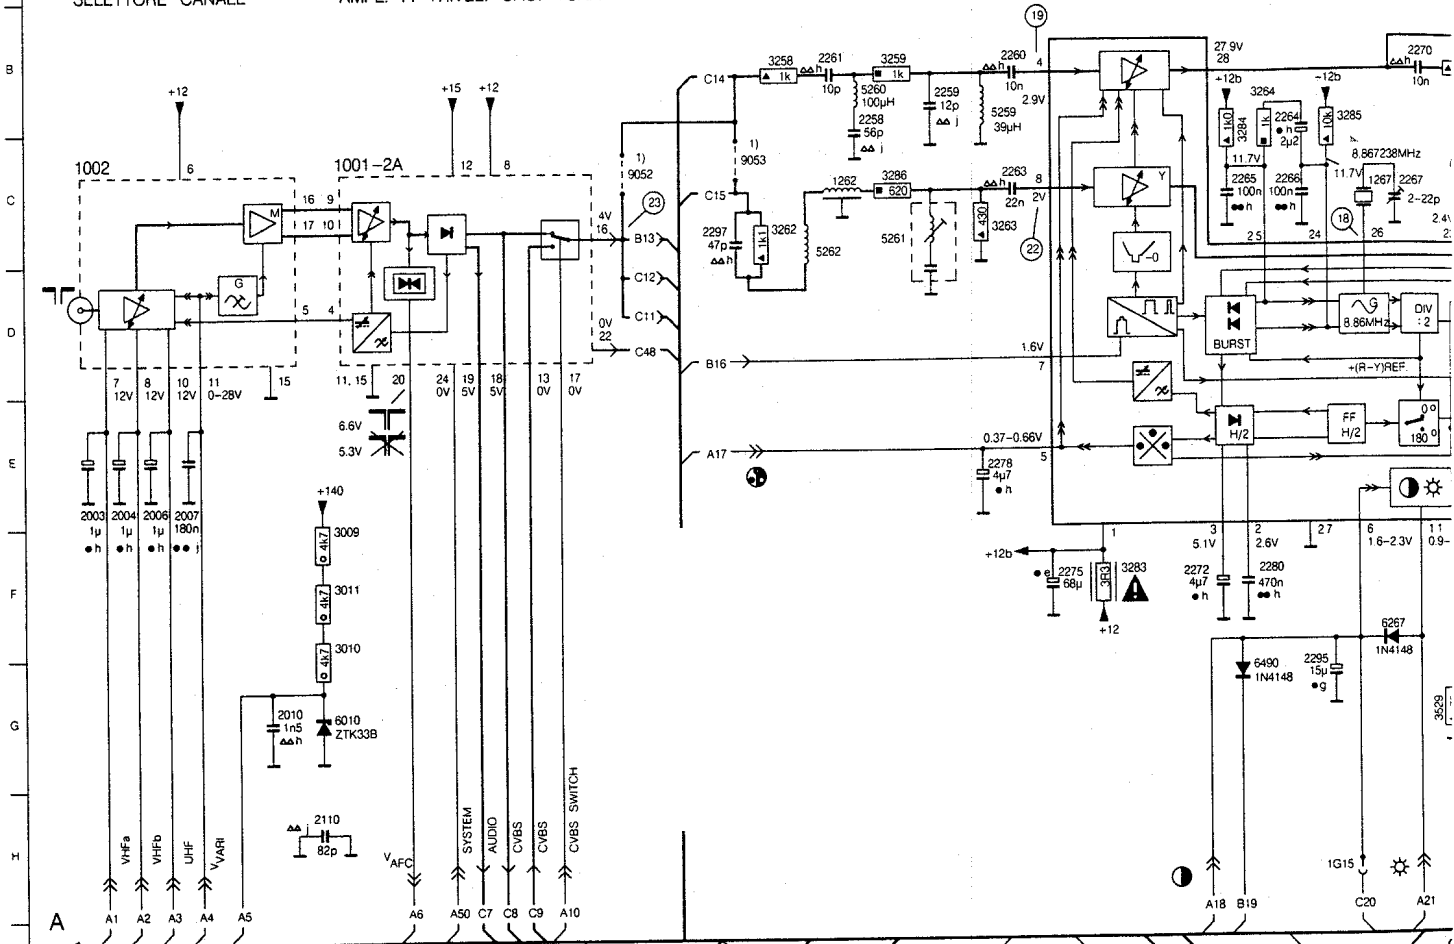 B
C
D
E
F
G
H
A
+12
+15
+12
1002
6
1001-2A
12
8
M
16
9
17
10
G
5
4
7
12V
8
12V
10
12V
11
0-28V
15
11, 15
20
24
0V
19
5V
18
5V
13
0V
17
0V
6.6V
5.3V
4V
16
0V
22
1)
9052
23
B13
C12
C11
C48
2003
1µ
h
2004
1µ
h
2006
1µ
h
2007
180n
j
+140
3009
4k7
3011
4k7
3010
4k7
2010
1n5
h
6010
ZTK33B
j
2110
82p
VHFa
VHFb
UHF
VVARI
VAFC
SYSTEM
AUDIO
CVBS
CVBS
CVBS SWITCH
A1
A2
A3
A4
A5
A6
A50
C7
C8
C9
A10
C14
3258
1k
2261
h
10p
3259
1k
5260
100µH
2258
56p
j
2259
12p
j
2260
h
10n
5259
39µH
19
4
2.9V
1)
9053
C15
2297
47p
h
3262
1k1
5262
1262
3286
620
5261
2263
h
22n
430
3263
8
2V
22
Y
-0
B16
1.6V
7
A17
0.37-0.66V
5
2278
4µ7
h
27.9V
28
2270
h
10n
+12b
3284
1k0
11.7V
3264
1k
2264
h
2µ2
-12b
3285
10k
11.7V
8.867238MHz
2265
100n
h
2266
100n
h
1267
2267
2-22p
18
25
24
26
2.4
BURST
G
8.86MHz
DIV
: 2
+(R-Y)REF.
H/2
FF
H/2
0°
180°
1
3
5.1V
2
2.6V
27
6
1.6-2.3V
11
0.9-
+12b
e
2275
68µ
3R3
3283
+12
2272
4µ7
h
2280
470n
h
6267
1N4148
6490
1N4148
2295
15µ
g
3529
1G15
A18
B19
C20
A21